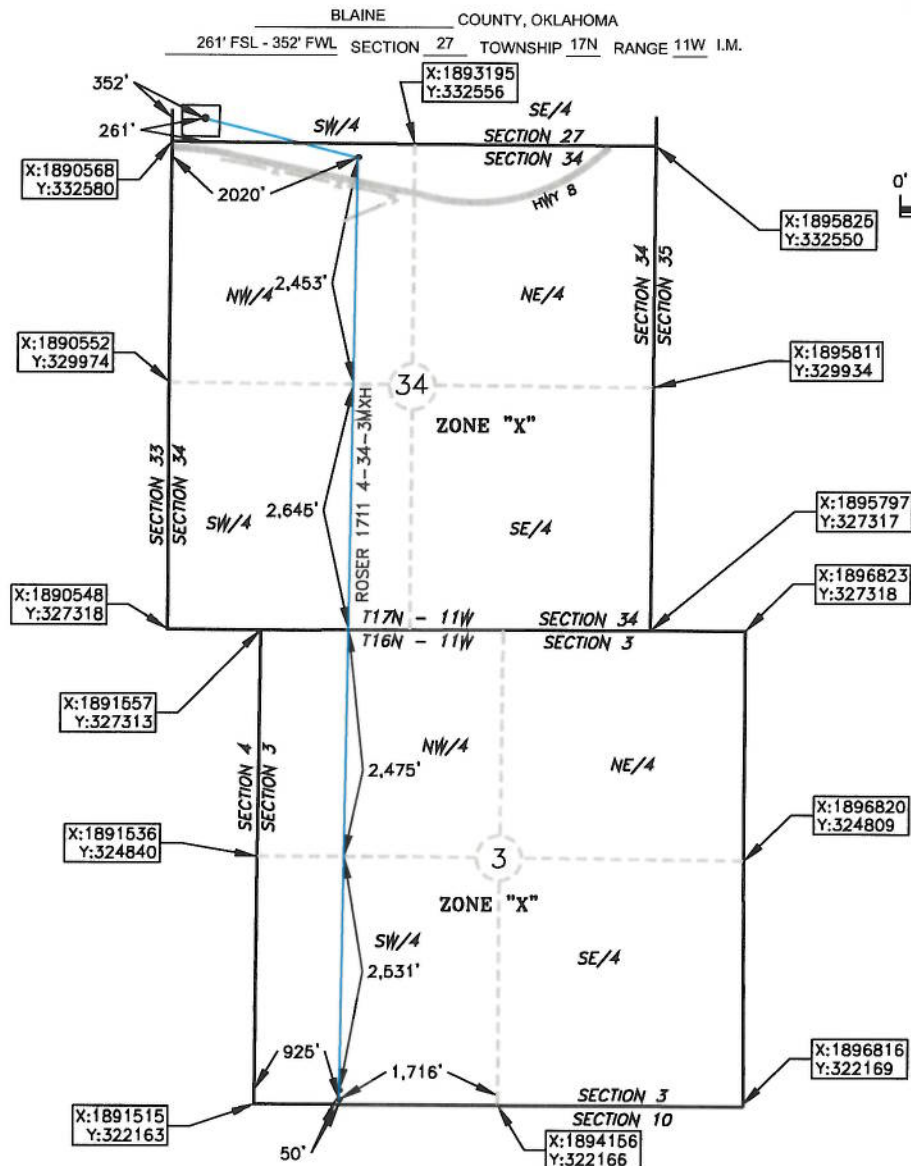 BLAINE COUNTY, OKLAHOMA
261' FSL - 352' FWL SECTION 27 TOWNSHIP 17N RANGE 11W I.M.
X:1893195
Y:332556
352'
SE/4
SW/4
261'
SECTION 27
SECTION 34
X:1890568
Y:332580
2020'
HWY 8
0'
X:1895825
Y:332550
2,453'
NW/4
NE/4
SECTION 34
SECTION 35
X:1890552
Y:329974
X:1895811
Y:329934
34
ZONE "X"
ROSER 1711 4-34-3MXH
SECTION 33
SECTION 34
2,645'
SW/4
SE/4
X:1895797
Y:327317
X:1896823
Y:327318
X:1890548
Y:327318
T17N - 11W SECTION 34
T16N - 11W SECTION 3
X:1891557
Y:327313
NW/4
NE/4
2,475'
SECTION 4
SECTION 3
X:1891536
Y:324840
X:1896820
Y:324809
3
ZONE "X"
SW/4
SE/4
2,531'
925'
1,716'
X:1896816
Y:322169
SECTION 3
SECTION 10
X:1891515
Y:322163
50'
X:1894156
Y:322166